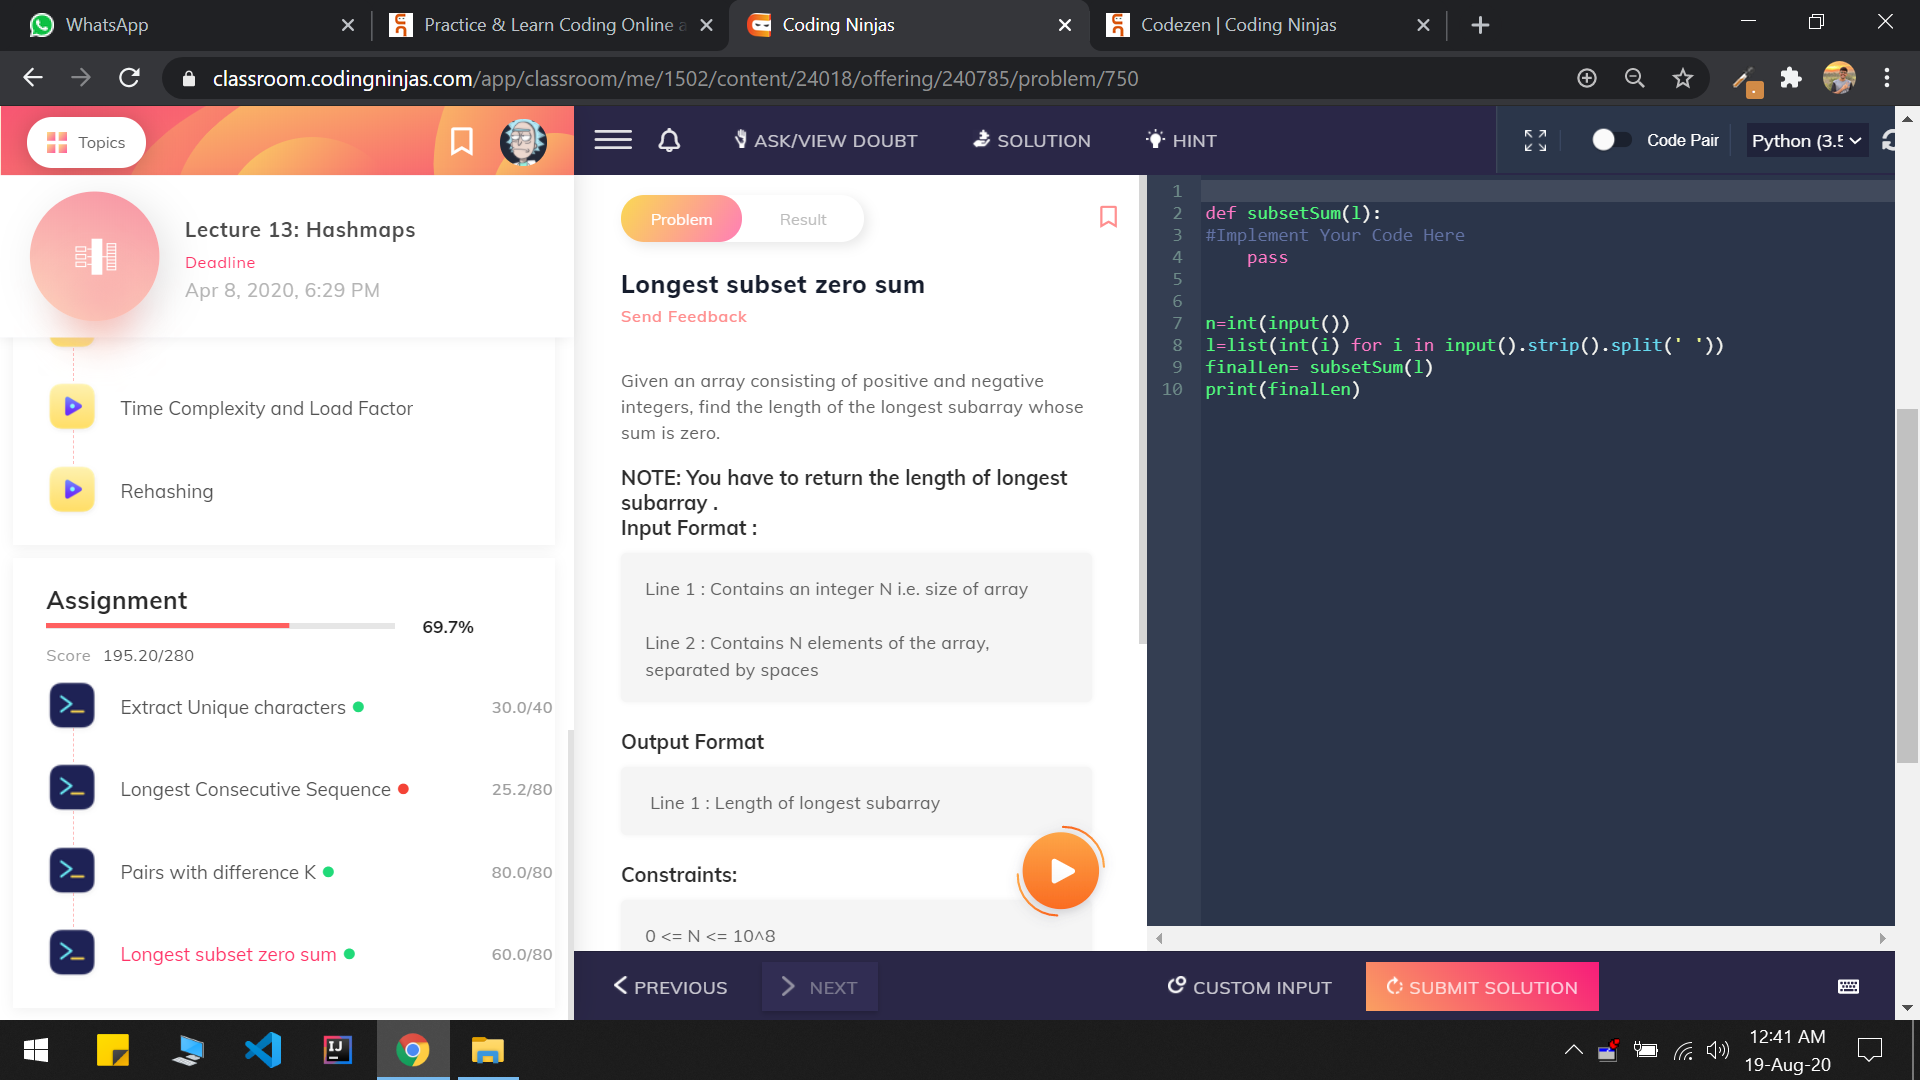 WhatsApp
Practice & Learn Coding Online a
Coding Ninjas
Codezen | Coding Ninjas
classroom.codingninjas.com/app/classroom/me/1502/content/24018/offering/240785/problem/750
Topics
ASK/VIEW DOUBT
SOLUTION
HINT
Code Pair
Python (3.5
Lecture 13: Hashmaps
Deadline
Apr 8, 2020, 6:29 PM
Time Complexity and Load Factor
Rehashing
Assignment
69.7%
Score 195.20/280
Extract Unique characters 30.0/40
Longest Consecutive Sequence 25.2/80
Pairs with difference K 80.0/80
Longest subset zero sum 60.0/80
Problem
Result
Longest subset zero sum
Send Feedback
Given an array consisting of positive and negative
integers, find the length of the longest subarray whose
sum is zero.
NOTE: You have to return the length of longest
subarray .
Input Format :
Line 1 : Contains an integer N i.e. size of array
Line 2 : Contains N elements of the array,
separated by spaces
Output Format
Line 1 : Length of longest subarray
Constraints:
0 <= N <= 10^8
1
2 def subsetSum(l):
3 #Implement Your Code Here
4     pass
5
6
7 n=int(input())
8 l=list(int(i) for i in input().strip().split(' '))
9 finalLen= subsetSum(l)
10 print(finalLen)
PREVIOUS
NEXT
CUSTOM INPUT
SUBMIT SOLUTION
IJ
12:41 AM
19-Aug-20